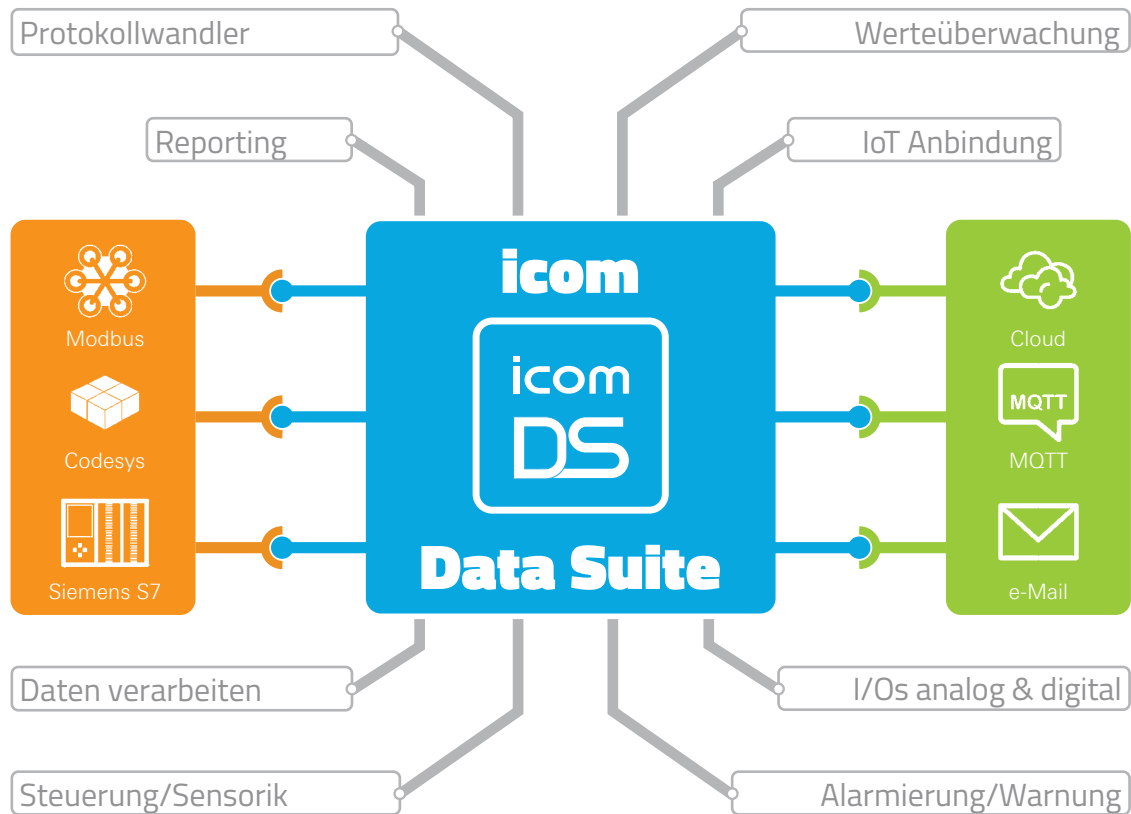 Protokollwandler
Werteüberwachung
Reporting
IoT Anbindung
Modbus
Codesys
Siemens S7
icom
icom
DS
Data Suite
Cloud
MQTT
MQTT
e-Mail
Daten verarbeiten
I/Os analog & digital
Steuerung/Sensorik
Alarmierung/Warnung